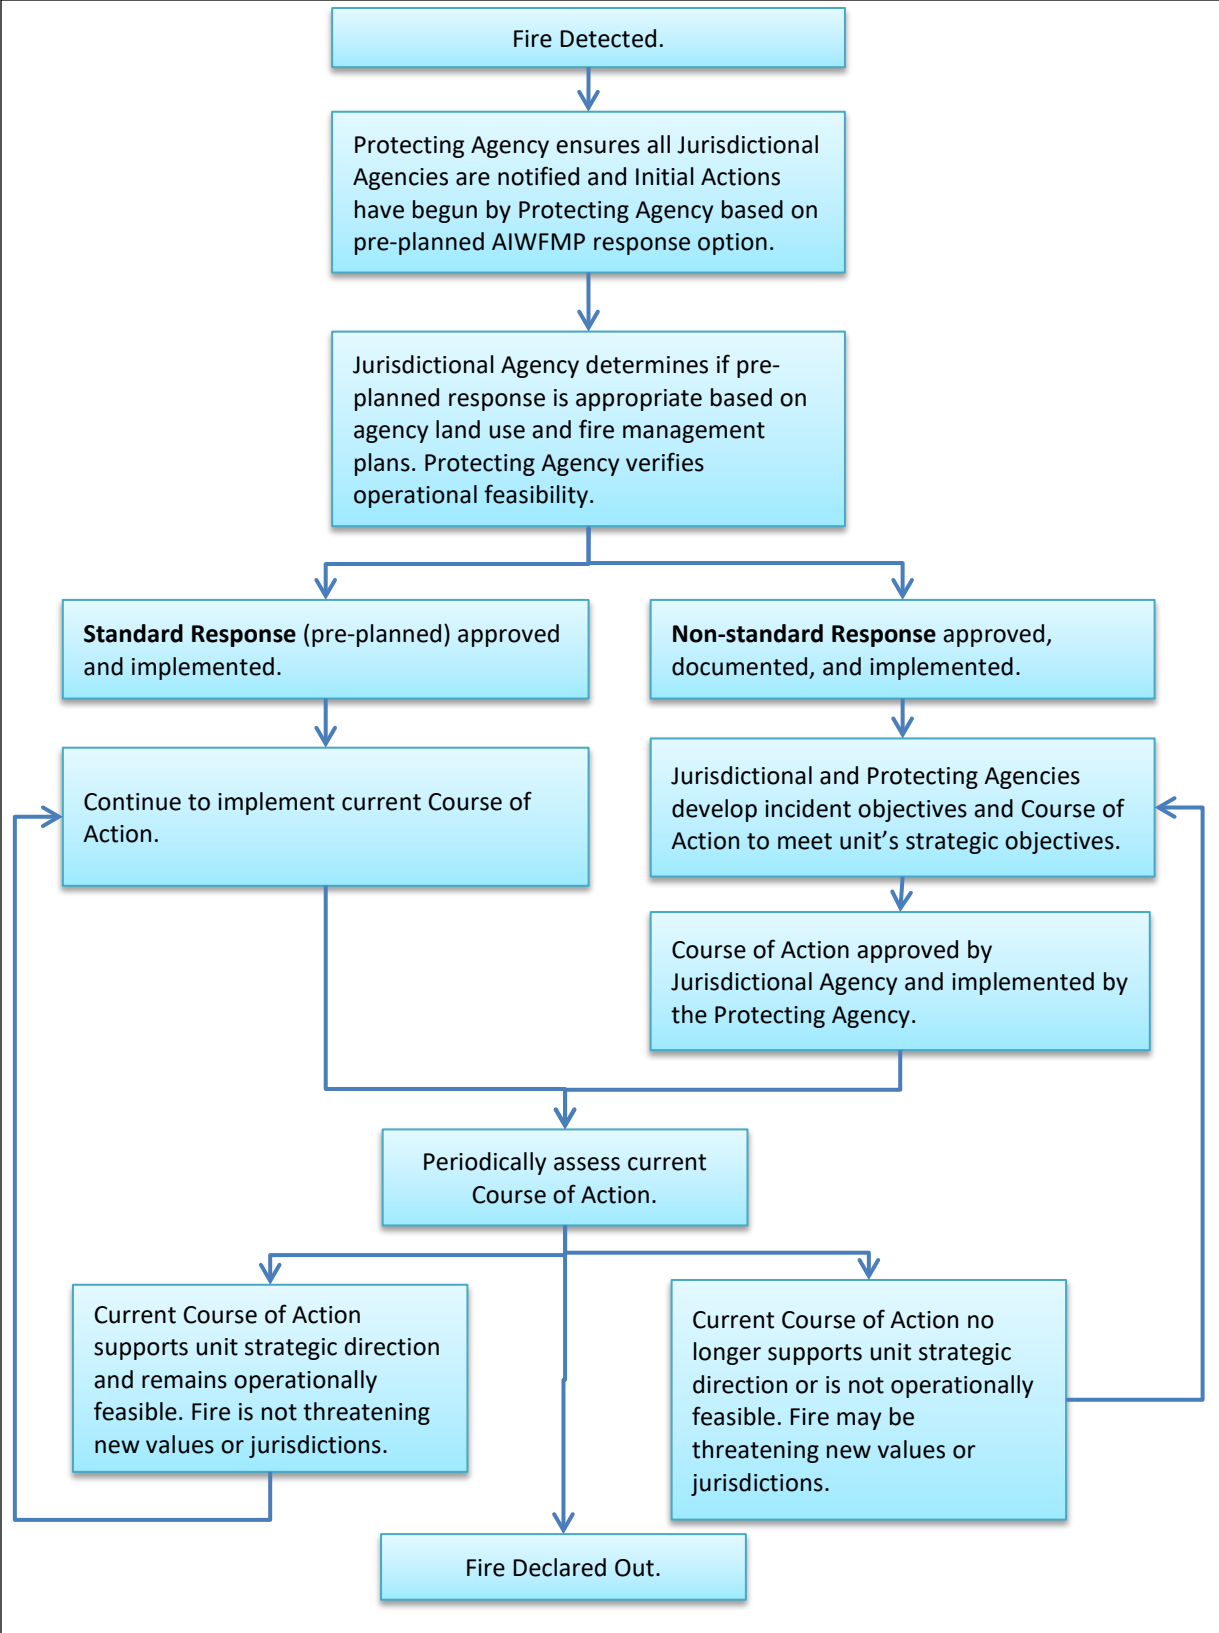 Fire Detected.
Protecting Agency ensures all Jurisdictional
Agencies are notified and Initial Actions
have begun by Protecting Agency based on
pre-planned AIWFMP response option.
Jurisdictional Agency determines if pre-
planned response is appropriate based on
agency land use and fire management
plans. Protecting Agency verifies
operational feasibility.
Standard Response (pre-planned) approved
and implemented.
Non-standard Response approved,
documented, and implemented.
Continue to implement current Course of
Action.
Jurisdictional and Protecting Agencies
develop incident objectives and Course of
Action to meet unit’s strategic objectives.
Course of Action approved by
Jurisdictional Agency and implemented by
the Protecting Agency.
Periodically assess current
Course of Action.
Current Course of Action
supports unit strategic direction
and remains operationally
feasible. Fire is not threatening
new values or jurisdictions.
Current Course of Action no
longer supports unit strategic
direction or is not operationally
feasible. Fire may be
threatening new values or
jurisdictions.
Fire Declared Out.